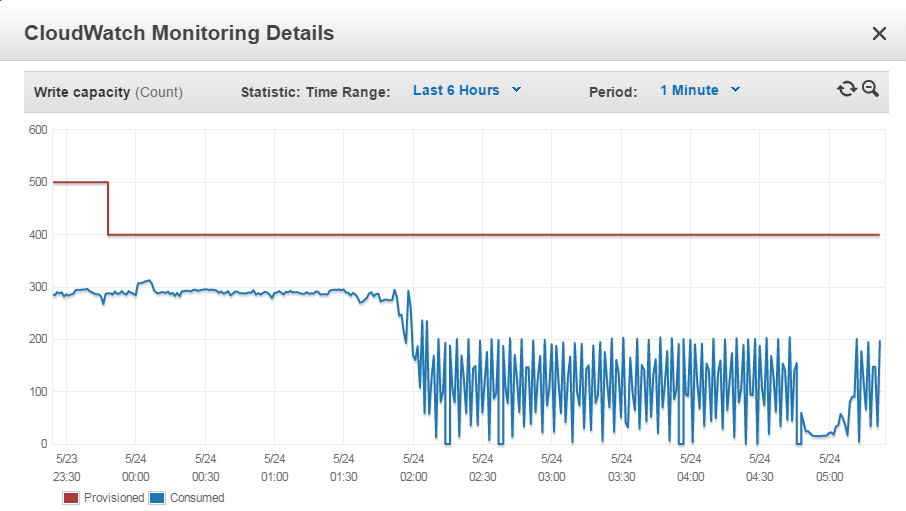 CloudWatch Monitoring Details
Write capacity (Count) Statistic: Time Range: Last 6 Hours Period: 1 Minute
600
500
400
300
200
100
0
5/23 5/24 5/24 5/24 5/24 5/24 5/24 5/24 5/24 5/24 5/24 5/24
23:30 00:00 00:30 01:00 01:30 02:00 02:30 03:00 03:30 04:00 04:30 05:00
Provisioned Consumed